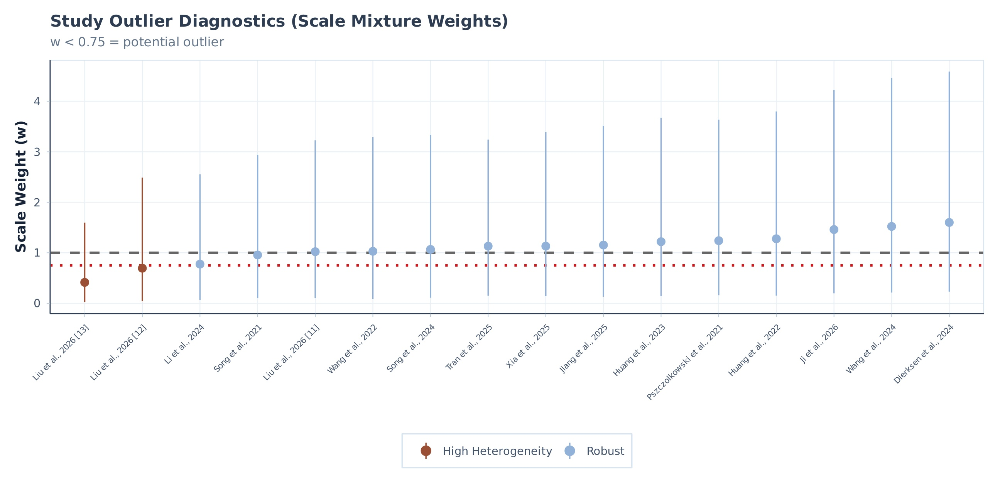 Study Outlier Diagnostics (Scale Mixture Weights)
w < 0.75 = potential outlier
Scale Weight (w)
4
3
2
1
0
Liu et al., 2026 [13]
Liu et al., 2026 [12]
Li et al., 2024
Song et al., 2021
Liu et al., 2026 [11]
Wang et al., 2022
Song et al., 2024
Tran et al., 2025
Xia et al., 2025
Jiang et al., 2025
Huang et al., 2023
Pszczolkowski et al., 2021
Huang et al., 2022
Ji et al., 2026
Wang et al., 2024
Dierksen et al., 2024
High Heterogeneity
Robust